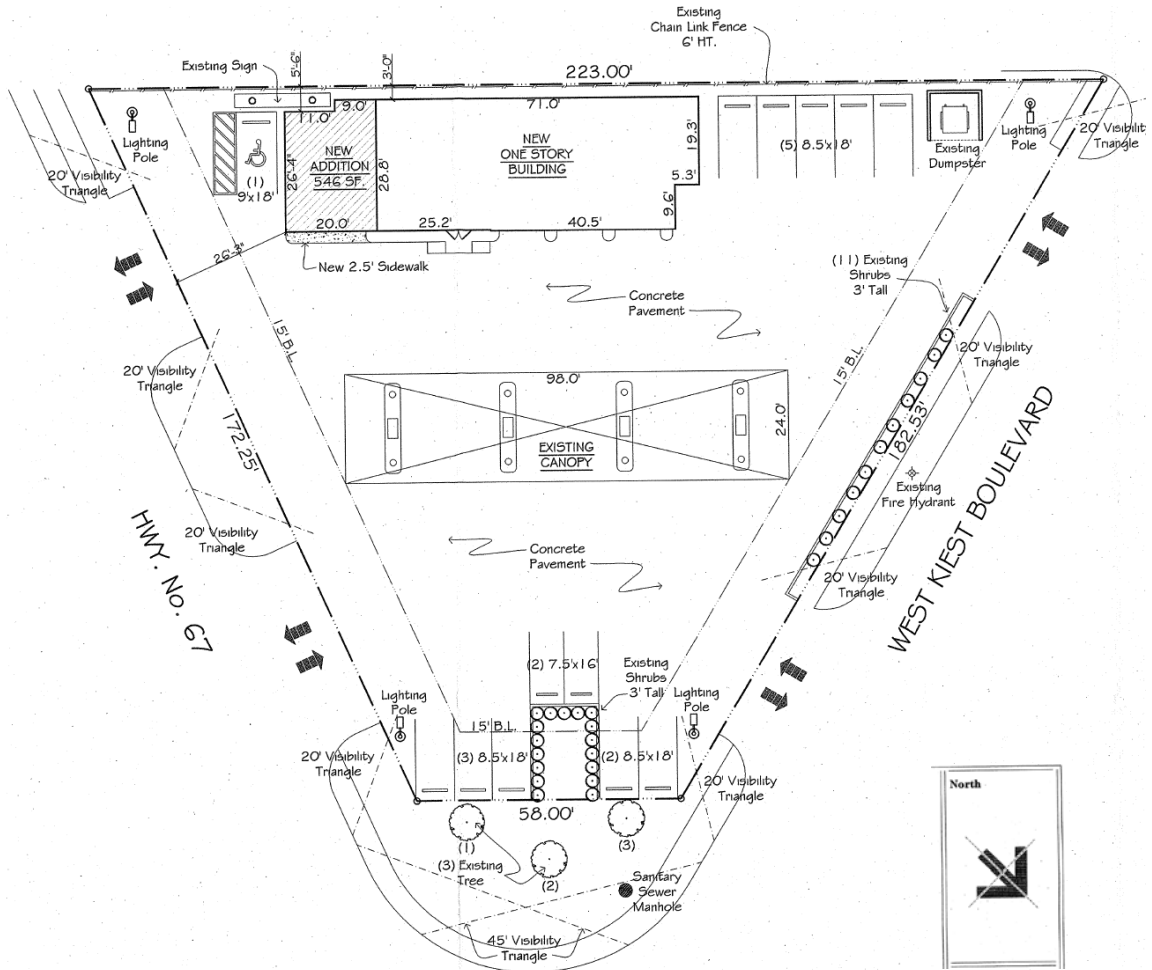 Existing
Chain Link Fence
6' HT.
Existing Sign
5'-6"
3'-0"
223.00'
9.0'
11.0'
71.0'
19.3'
Lighting
Pole
20' Visibility
Triangle
(1)
9'x18'
26'-4"
NEW
ADDITION
546 SF.
28.8'
NEW
ONE STORY
BUILDING
5.3'
9.6'
(5) 8.5'x18'
Existing
Dumpster
Lighting
Pole
20' Visibility
Triangle
20.0'
25.2'
40.5'
26'-3"
New 2.5' Sidewalk
(11) Existing
Shrubs
3' Tall
Concrete
Pavement
15' B.L.
15' B.L.
20' Visibility
Triangle
20' Visibility
Triangle
172.25'
98.0'
24.0'
EXISTING
CANOPY
182.53'
Existing
Fire Hydrant
20' Visibility
Triangle
20' Visibility
Triangle
HWY. No. 67
WEST KIEST BOULEVARD
Concrete
Pavement
(2) 7.5'x16'
Existing
Shrubs
3' Tall
Lighting
Pole
Lighting
Pole
15' B.L.
(3) 8.5'x18'
(2) 8.5'x18'
20' Visibility
Triangle
20' Visibility
Triangle
58.00'
(1)
(3)
(3) Existing
Tree
(2)
Sanitary
Sewer
Manhole
45' Visibility
Triangle
North